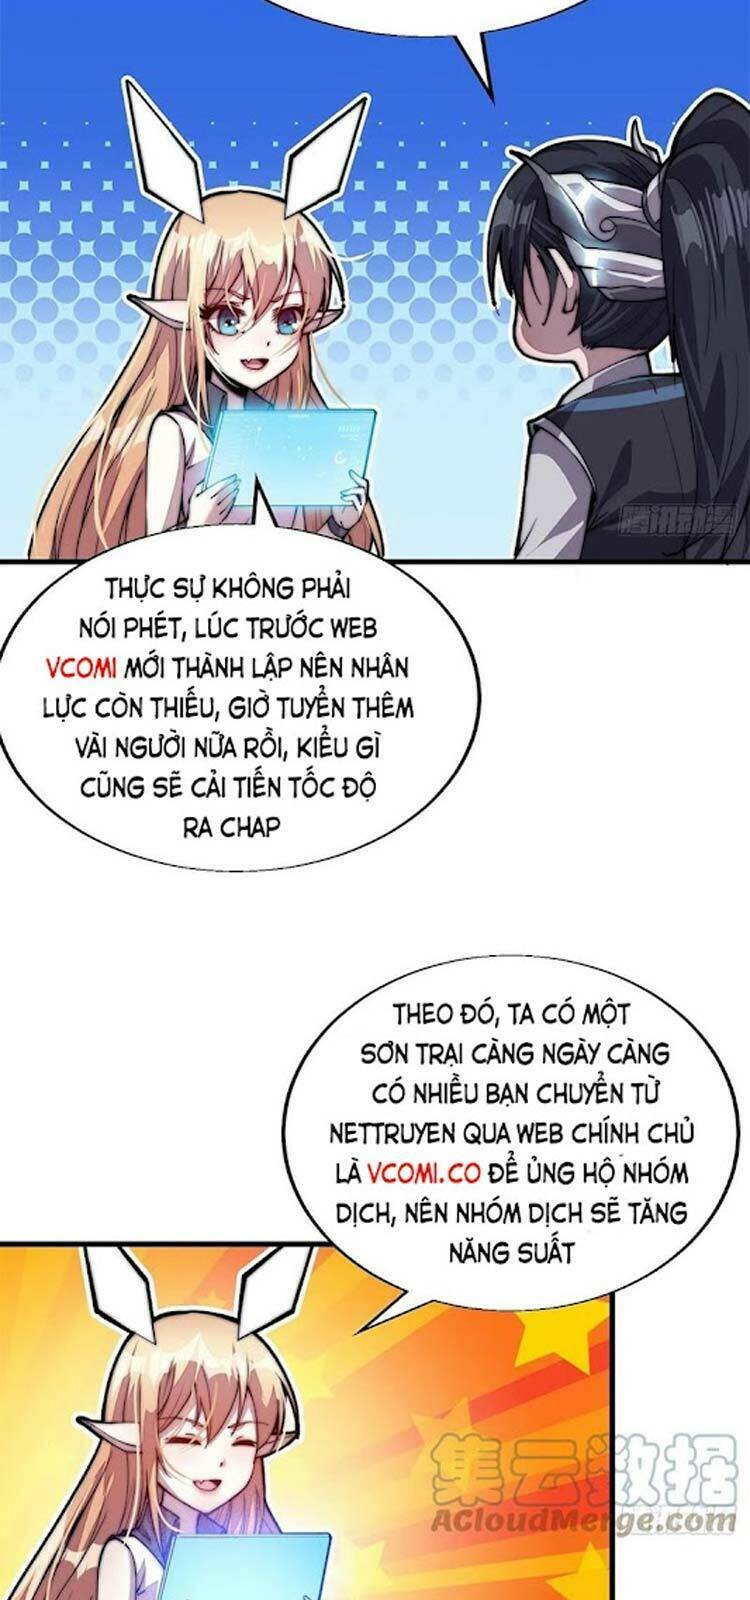 腾讯动漫
THỰC SỰ KHÔNG PHẢI
NÓI PHÉT, LÚC TRƯỚC WEB
VCOMI MỚI THÀNH LẬP NÊN NHÂN
LỰC CÒN THIẾU, GIỜ TUYỂN THÊM
VÀI NGƯỜI NỮA RỒI, KIỂU GÌ
CŨNG SẼ CẢI TIẾN TỐC ĐỘ
RA CHAP
THEO ĐÓ, TA CÓ MỘT
SƠN TRẠI CÀNG NGÀY CÀNG
CÓ NHIỀU BẠN CHUYỂN TỪ
NETTRUYEN QUA WEB CHÍNH CHỦ
LÀ VCOMI.CO ĐỂ ỦNG HỘ NHÓM
DỊCH, NÊN NHÓM DỊCH SẼ TĂNG
NĂNG SUẤT
集云数据
ACloudMerge.com